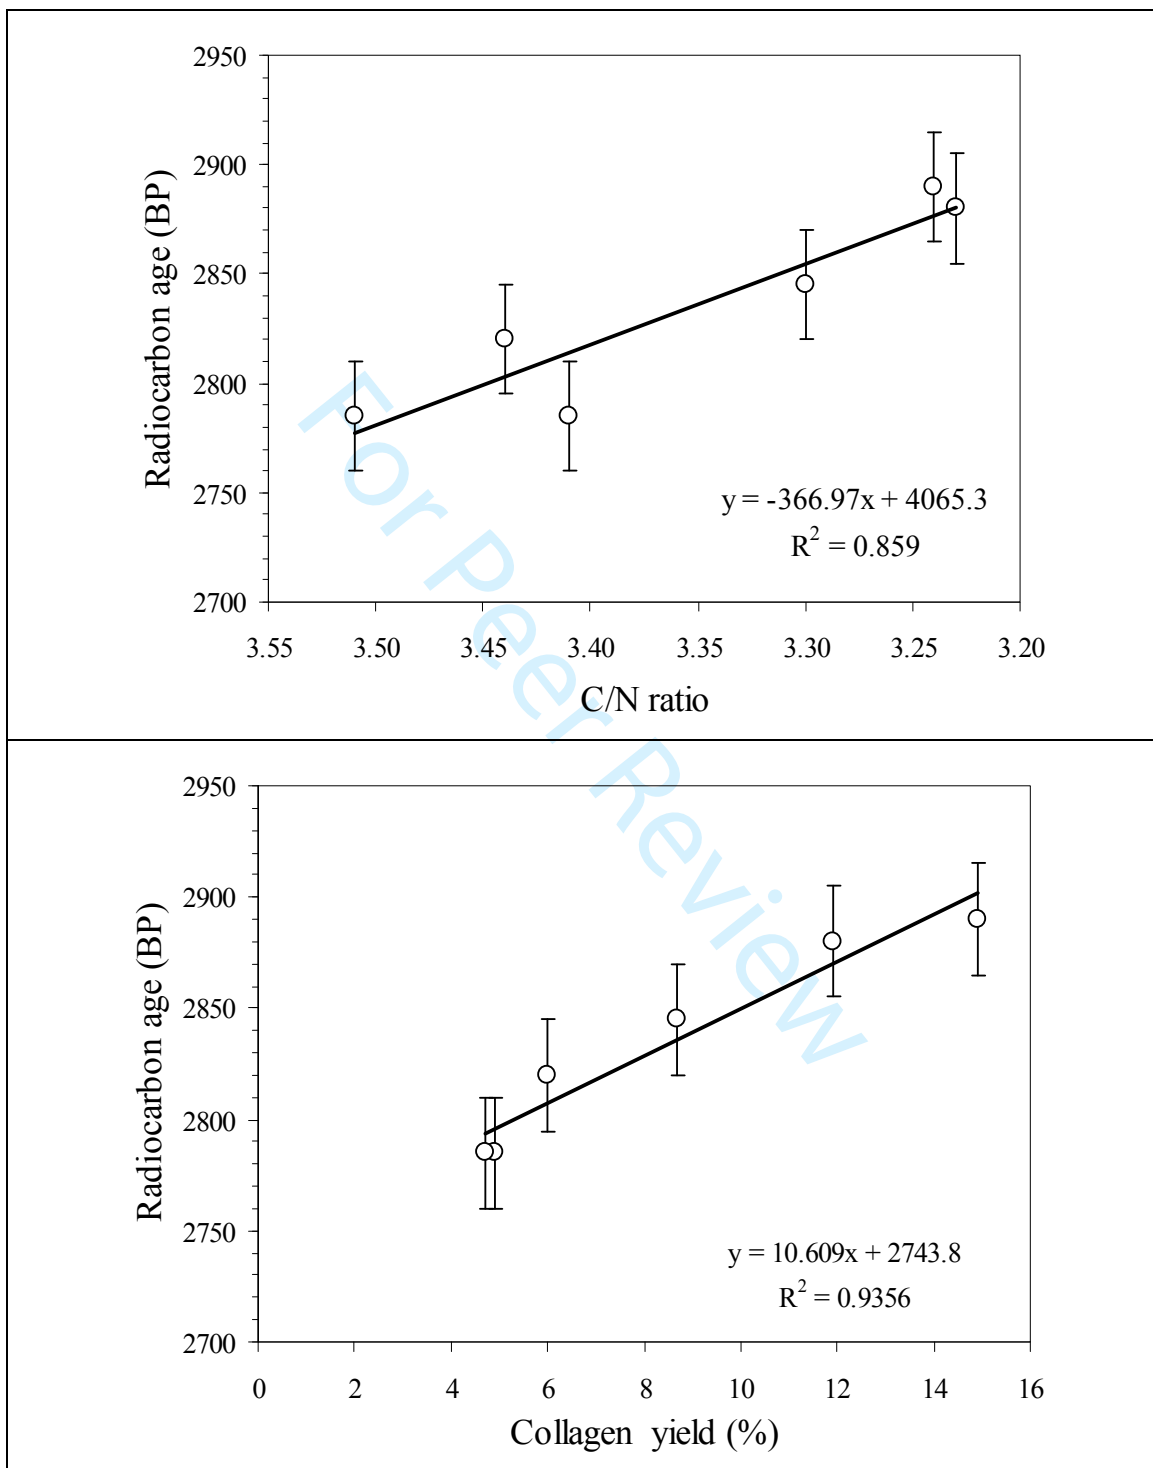 2950
2900
2850
2800
2750
2700
Radiocarbon age (BP)
y = -366.97x + 4065.3
R² = 0.859
3.55 3.50 3.45 3.40 3.35 3.30 3.25 3.20
C/N ratio
For Peer Review
2950
2900
2850
2800
2750
2700
Radiocarbon age (BP)
y = 10.609x + 2743.8
R² = 0.9356
0 2 4 6 8 10 12 14 16
Collagen yield (%)